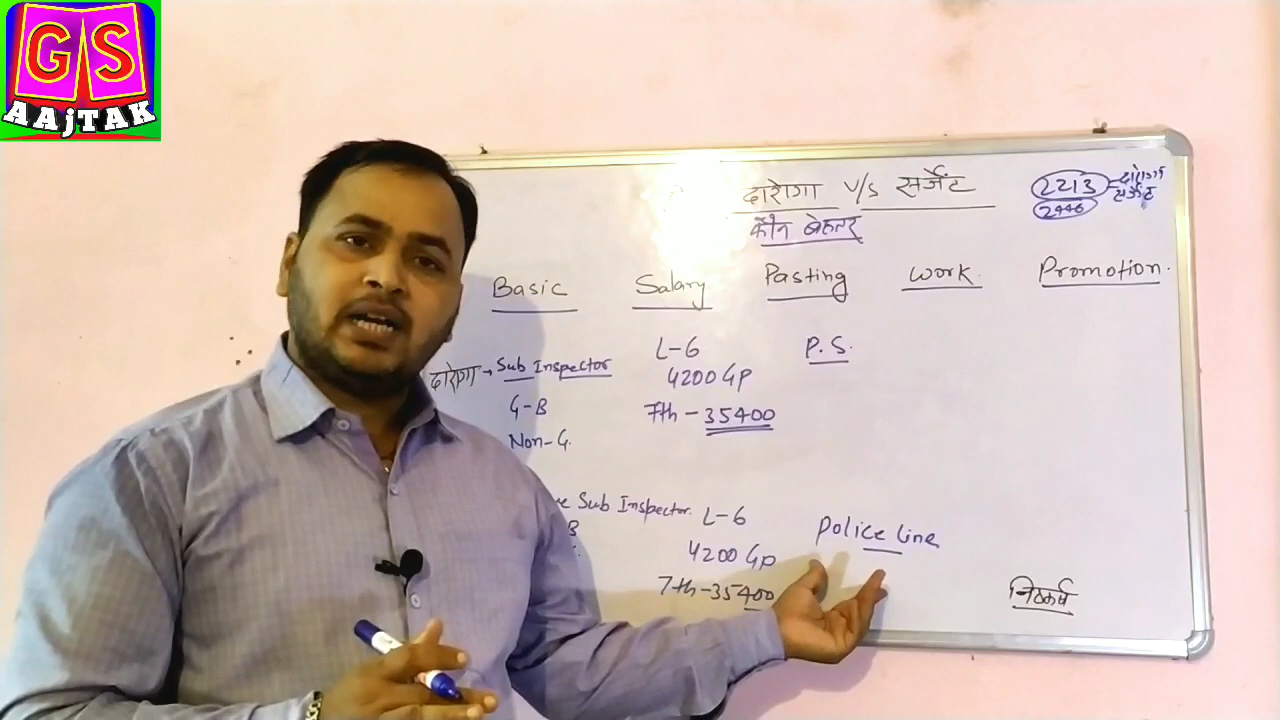 GS
AAjTAK
दारोगा v/s सर्जेंट
कौन बेहतर
2213 दारोगा
सर्जेंट
2446
Basic Salary Pasting Work. Promotion.
दारोगा → Sub Inspector
G-B
Non-G.
L-6
4200 GP
7th - 35400
P. S.
Sub Inspector.
B
L-6
4200 GP
7th - 35400
Police Line
निष्कर्ष